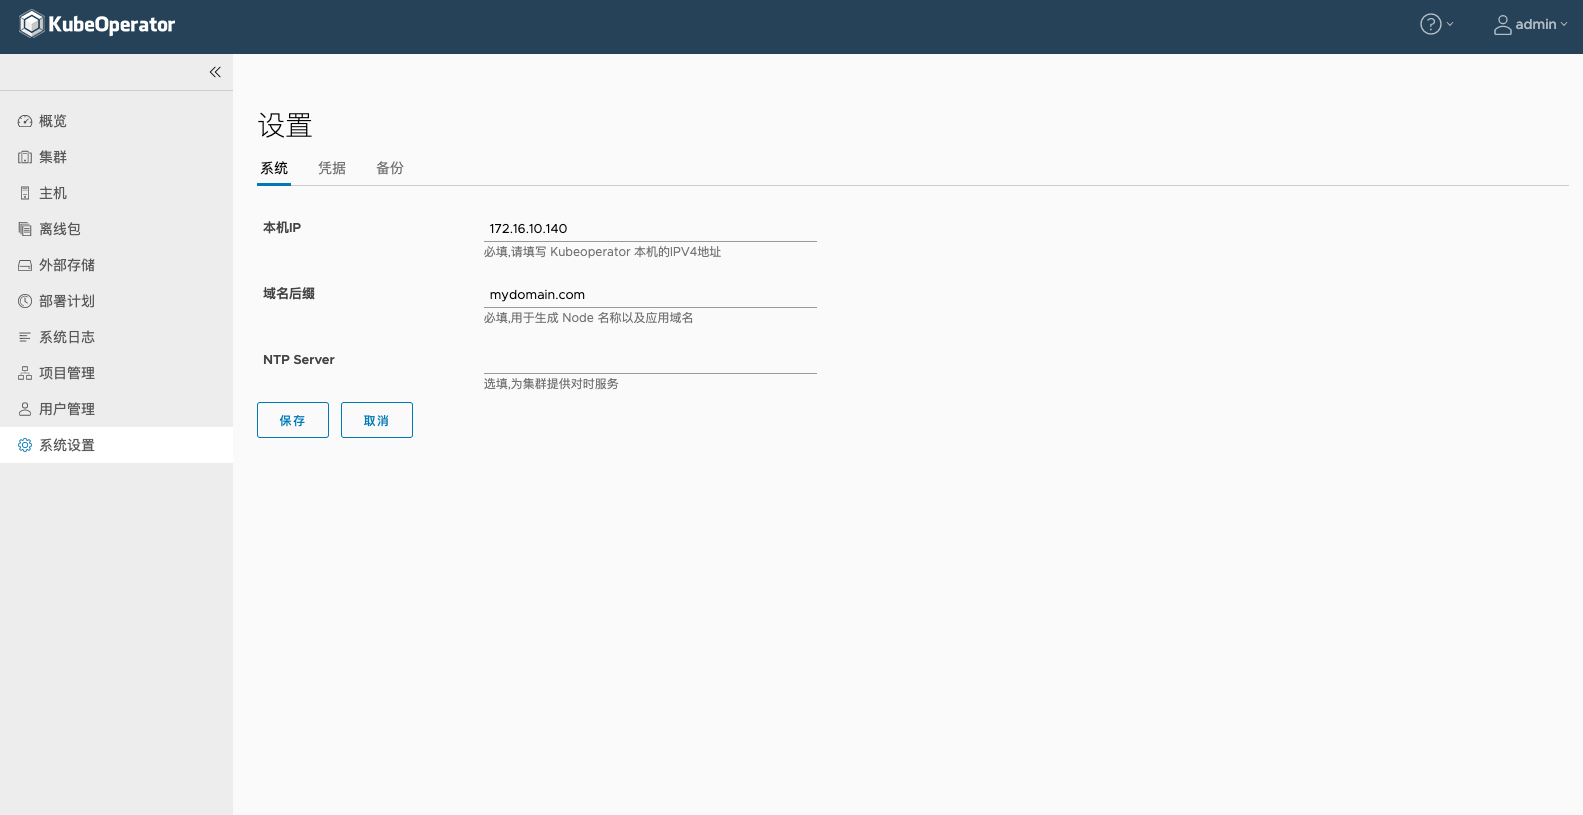 KubeOperator
admin
概览
集群
主机
离线包
外部存储
部署计划
系统日志
项目管理
用户管理
系统设置
设置
系统 凭据 备份
本机IP 172.16.10.140
必填,请填写 Kubeoperator 本机的IPV4地址
域名后缀 mydomain.com
必填,用于生成 Node 名称以及应用域名
NTP Server
选填,为集群提供对时服务
保存 取消